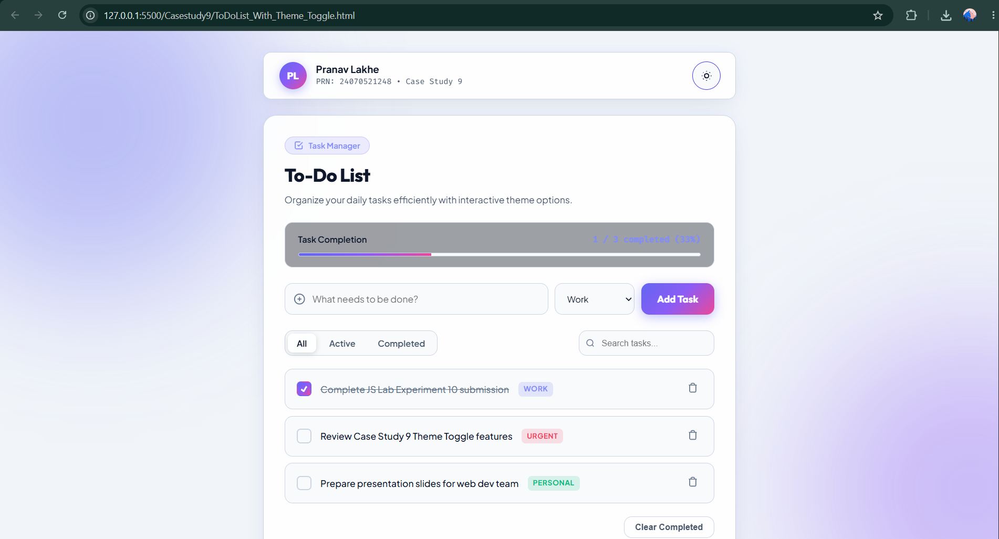 127.0.0.1:5500/Casestudy9/ToDoList_With_Theme_Toggle.html
PL
Pranav Lakhe
PRN: 24070521248 • Case Study 9
Task Manager
To-Do List
Organize your daily tasks efficiently with interactive theme options.
Task Completion
1 / 3 completed (33%)
What needs to be done?
Work
Add Task
All
Active
Completed
Search tasks...
Complete JS Lab Experiment 10 submission
WORK
Review Case Study 9 Theme Toggle features
URGENT
Prepare presentation slides for web dev team
PERSONAL
Clear Completed